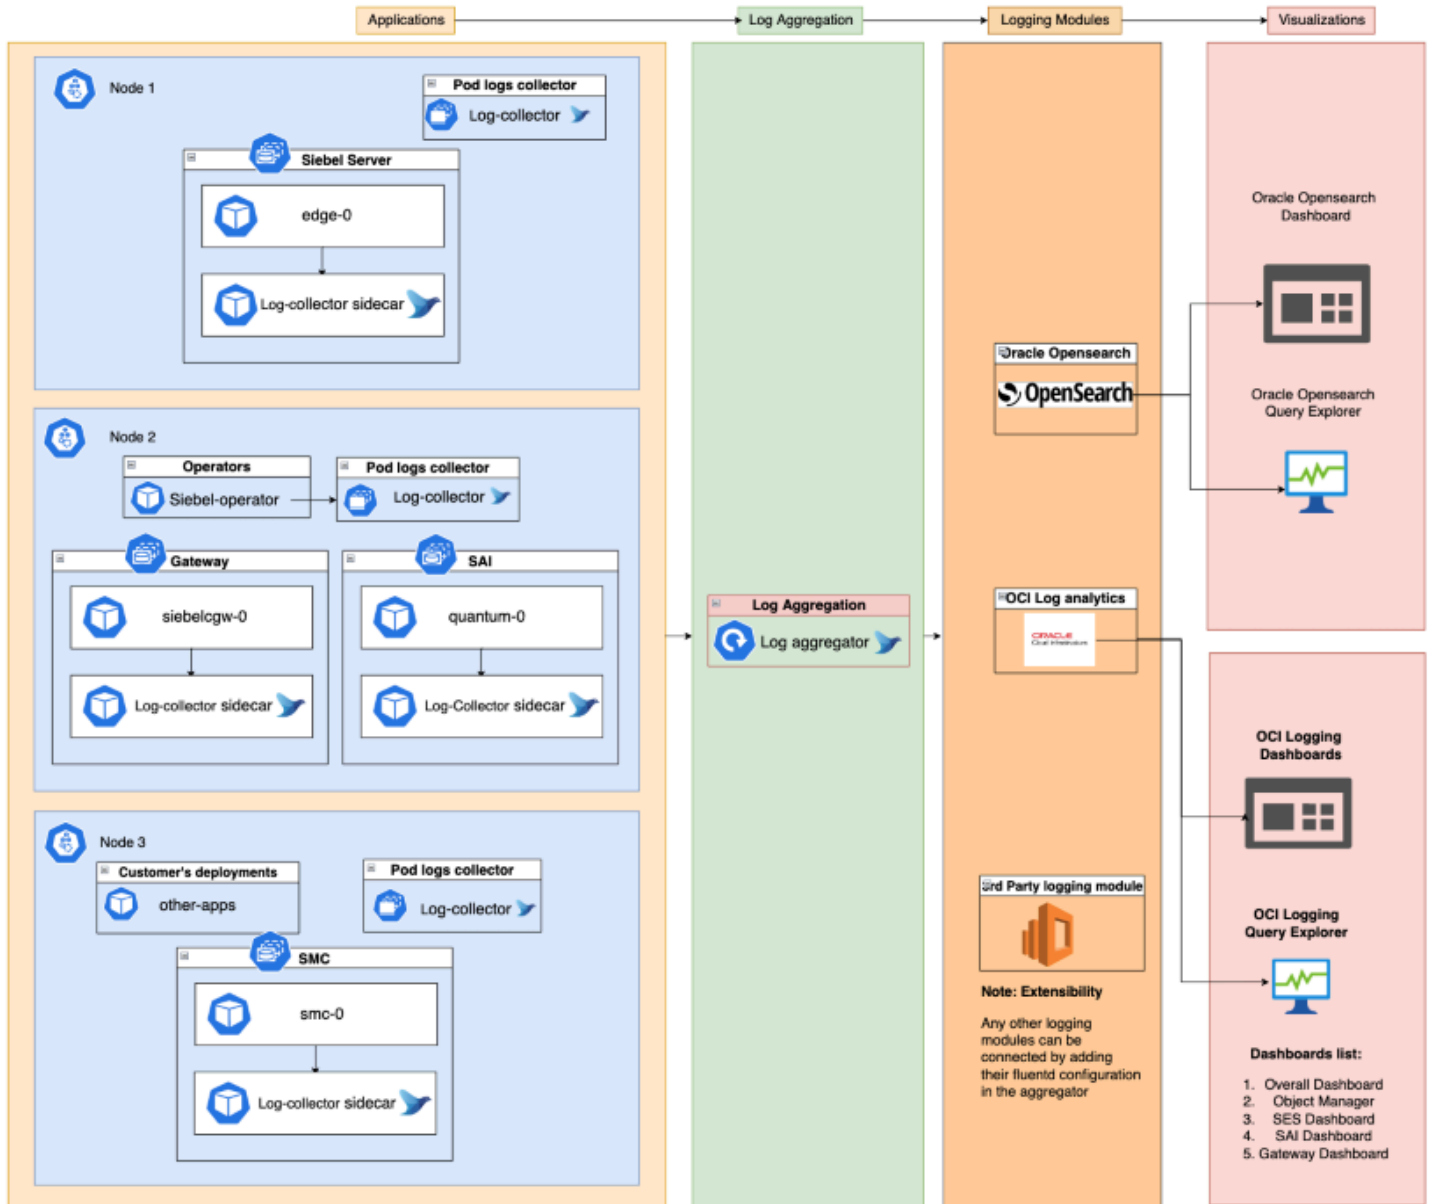 Applications
Log Aggregation
Logging Modules
Visualizations
Node 1
Pod logs collector
Log-collector
Siebel Server
edge-0
Log-collector sidecar
Node 2
Operators
Siebel-operator
Pod logs collector
Log-collector
Gateway
siebelcgw-0
Log-collector sidecar
SAI
quantum-0
Log-Collector sidecar
Node 3
Customer's deployments
other-apps
Pod logs collector
Log-collector
SMC
smc-0
Log-collector sidecar
Log Aggregation
Log aggregator
Oracle Opensearch
OpenSearch
OCI Log analytics
ORACLE
Cloud Infrastructure
3rd Party logging module
Note: Extensibility
Any other logging
modules can be
connected by adding
their fluentd configuration
in the aggregator
Oracle Opensearch
Dashboard
Oracle Opensearch
Query Explorer
OCI Logging
Dashboards
OCI Logging
Query Explorer
Dashboards list:
1. Overall Dashboard
2. Object Manager
3. SES Dashboard
4. SAI Dashboard
5. Gateway Dashboard